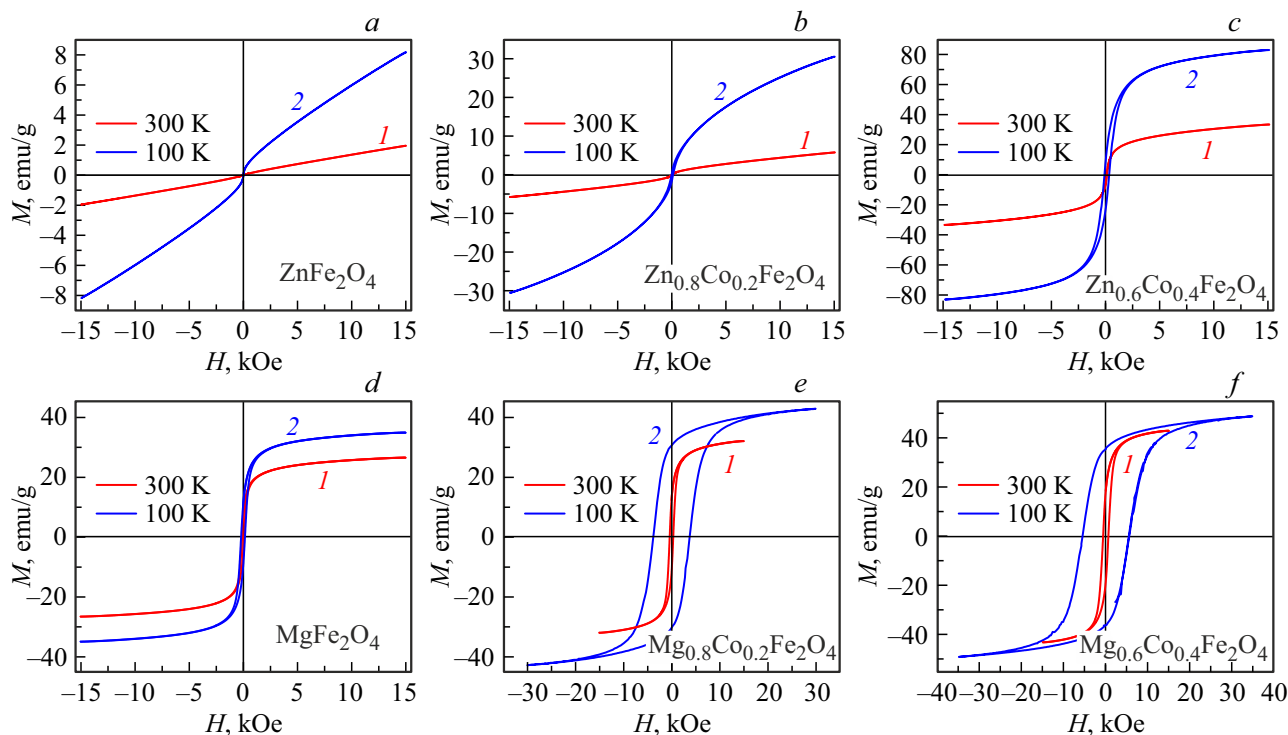 a
8
6
4
2
0
–2
–4
–6
–8
M, emu/g
2
1
300 K
100 K
ZnFe2O4
–15 –10 –5 0 5 10 15
H, kOe
b
30
20
10
0
–10
–20
–30
M, emu/g
2
1
300 K
100 K
Zn0.8Co0.2Fe2O4
–15 –10 –5 0 5 10 15
H, kOe
c
80
60
40
20
0
–20
–40
–60
–80
M, emu/g
2
1
300 K
100 K
Zn0.6Co0.4Fe2O4
–15 –10 –5 0 5 10 15
H, kOe
d
40
20
0
–20
–40
M, emu/g
2
1
300 K
100 K
MgFe2O4
–15 –10 –5 0 5 10 15
H, kOe
e
40
20
0
–20
–40
M, emu/g
2
1
300 K
100 K
Mg0.8Co0.2Fe2O4
–30 –20 –10 0 10 20 30
H, kOe
f
40
20
0
–20
–40
M, emu/g
1
2
300 K
100 K
Mg0.6Co0.4Fe2O4
–40 –30 –20 –10 0 10 20 30 40
H, kOe